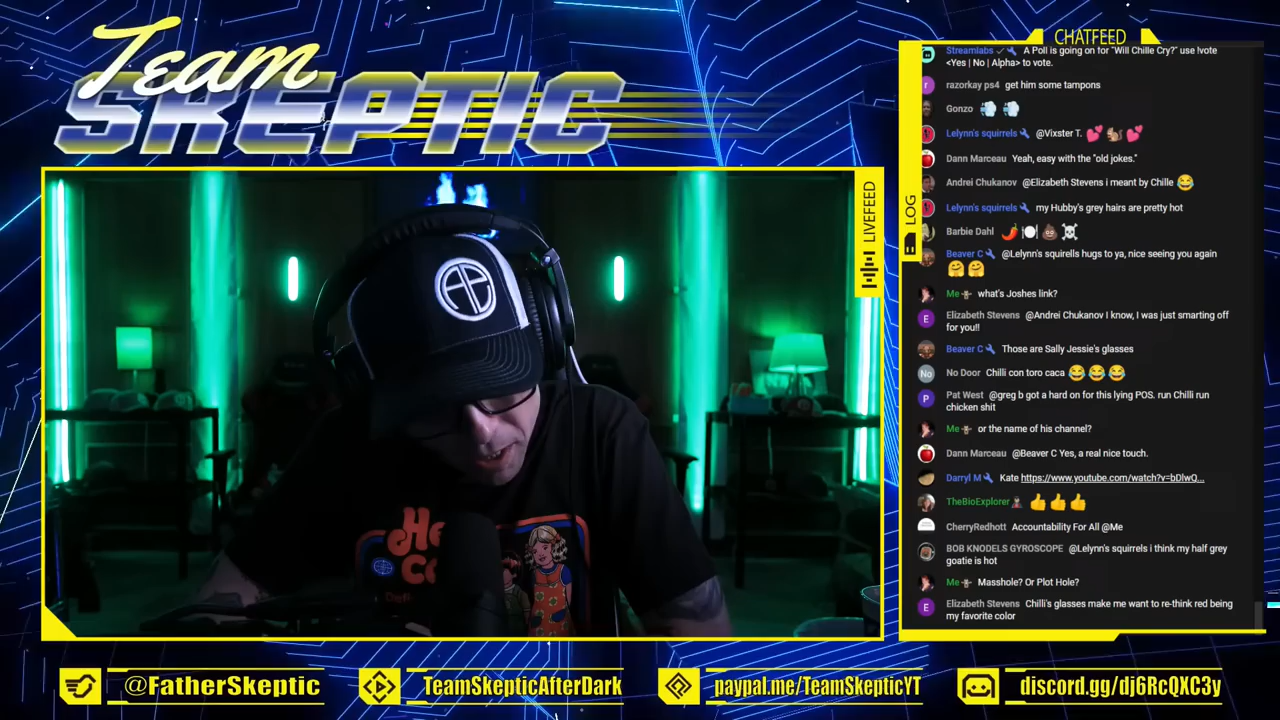 Team
SKEPTIC
LIVEFEED
CHATFEED
LOG
Streamlabs A Poll is going on for "Will Chille Cry?" use !vote
<Yes | No | Alpha> to vote.
razorkay ps4 get him some tampons
Gonzo 💨 💨
Lelynn's squirrels @Vixster T. 💕 🐿️ 💕
Dann Marceau Yeah, easy with the "old jokes."
Andrei Chukanov @Elizabeth Stevens i meant by Chille 😂
Lelynn's squirrels my Hubby's grey hairs are pretty hot
Barbie Dahl 🌶️ 🍽️ 💩 ☠️
Beaver C @Lelynn's squirells hugs to ya, nice seeing you again
🤗 🤗
Me what's Joshes link?
Elizabeth Stevens @Andrei Chukanov I know, I was just smarting off
for you!!
Beaver C Those are Sally Jessie's glasses
No Door Chilli con toro caca 😂😂😂
Pat West @greg b got a hard on for this lying POS. run Chilli run
chicken shit
Me or the name of his channel?
Dann Marceau @Beaver C Yes, a real nice touch.
Darryl M Kate https://www.youtube.com/watch?v=bDlwQ...
TheBioExplorer 👍👍👍
CherryRedhott Accountability For All @Me
BOB KNODELS GYROSCOPE @Lelynn's squirrels i think my half grey
goatie is hot
Me Masshole? Or Plot Hole?
Elizabeth Stevens Chilli's glasses make me want to re-think red being
my favorite color
He
Co
@FatherSkeptic
TeamSkepticAfterDark
paypal.me/TeamSkepticYT
discord.gg/dj6RcQXC3v